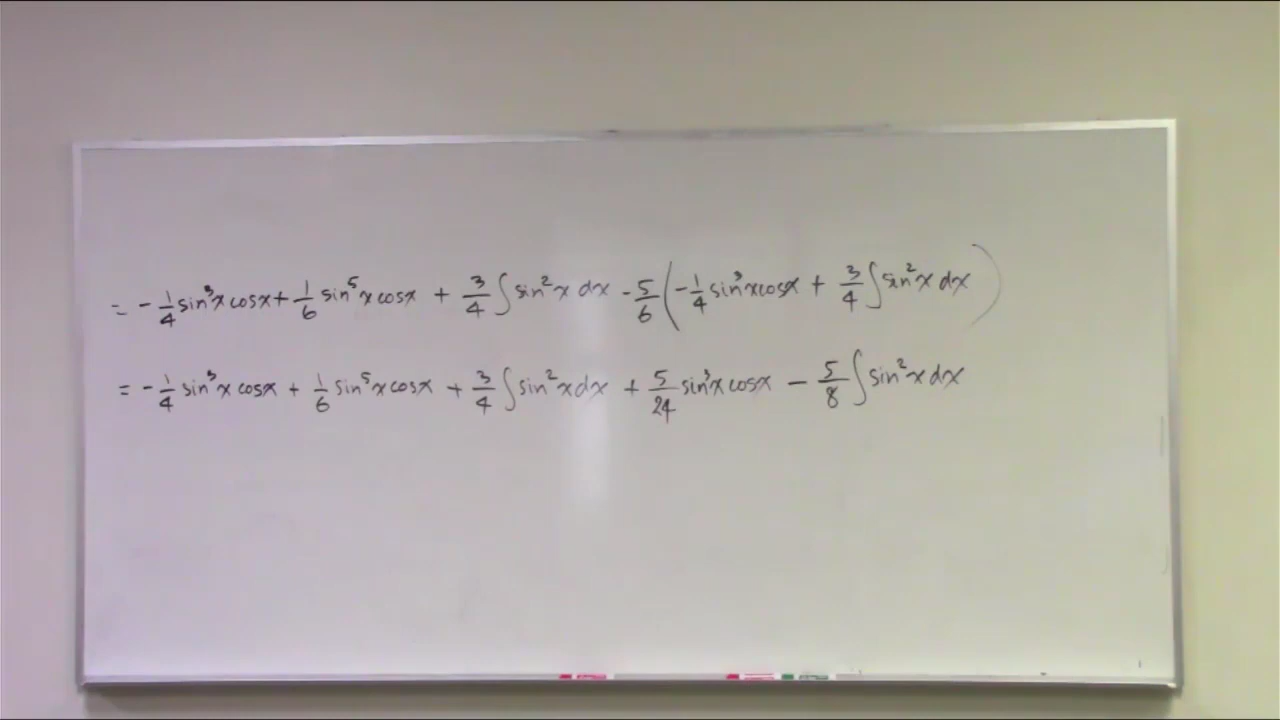 = -1/4 sin³x cosx + 1/6 sin⁵x cosx + 3/4 ∫ sin²x dx - 5/6 ( -1/4 sin³x cosx + 3/4 ∫ sin²x dx )
= -1/4 sin³x cosx + 1/6 sin⁵x cosx + 3/4 ∫ sin²x dx + 5/24 sin³x cosx - 5/8 ∫ sin²x dx